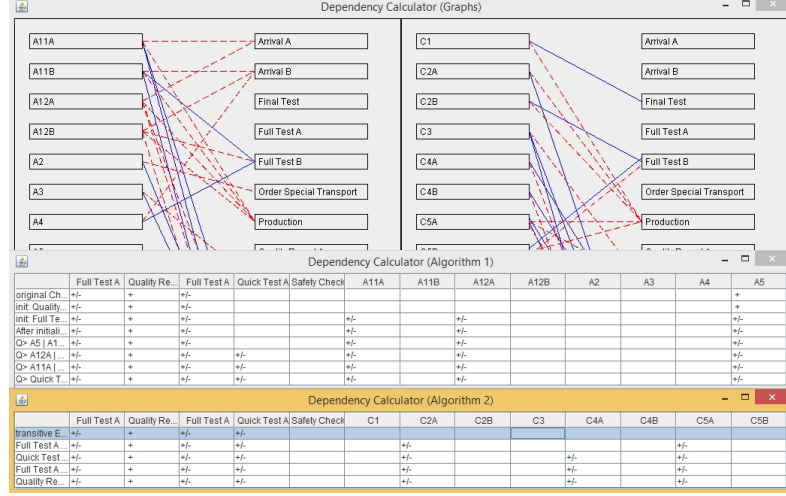 Dependency Calculator (Graphs)
A11A Arrival A C1 Arrival A
A11B Arrival B C2A Arrival B
A12A Final Test C2B Final Test
A12B Full Test A C3 Full Test A
A2 Full Test B C4A Full Test B
A3 Order Special Transport C4B Order Special Transport
A4 Production C5A Production
Dependency Calculator (Algorithm 1)
Full Test A Quality Re... Full Test A Quick Test A Safety Check A11A A11B A12A A12B A2 A3 A4 A5
original Ch... +/- + +/- +
init: Quality... +/- + +/- +
init: Full Te... +/- + +/- +/- +/- +/-
After initiali... +/- + +/- +/- +/- +/-
Q> A5 | A1... +/- + +/- +/- +/- +/-
Q> A12A | ... +/- + +/- +/- +/- +/- +/-
Q> A11A | ... +/- + +/- +/- +/- +/- +/-
Q> Quick T... +/- + +/- +/- +/- +/- +/-
Dependency Calculator (Algorithm 2)
Full Test A Quality Re... Full Test A Quick Test A Safety Check C1 C2A C2B C3 C4A C4B C5A C5B
transitive E... +/- + +/- +/-
Full Test A ... +/- + +/- +/- +/- +/-
Quick Test ... +/- + +/- +/- +/- +/- +/-
Full Test A ... +/- + +/- +/- +/- +/- +/-
Quality Re... +/- + +/- +/- +/- +/- +/-